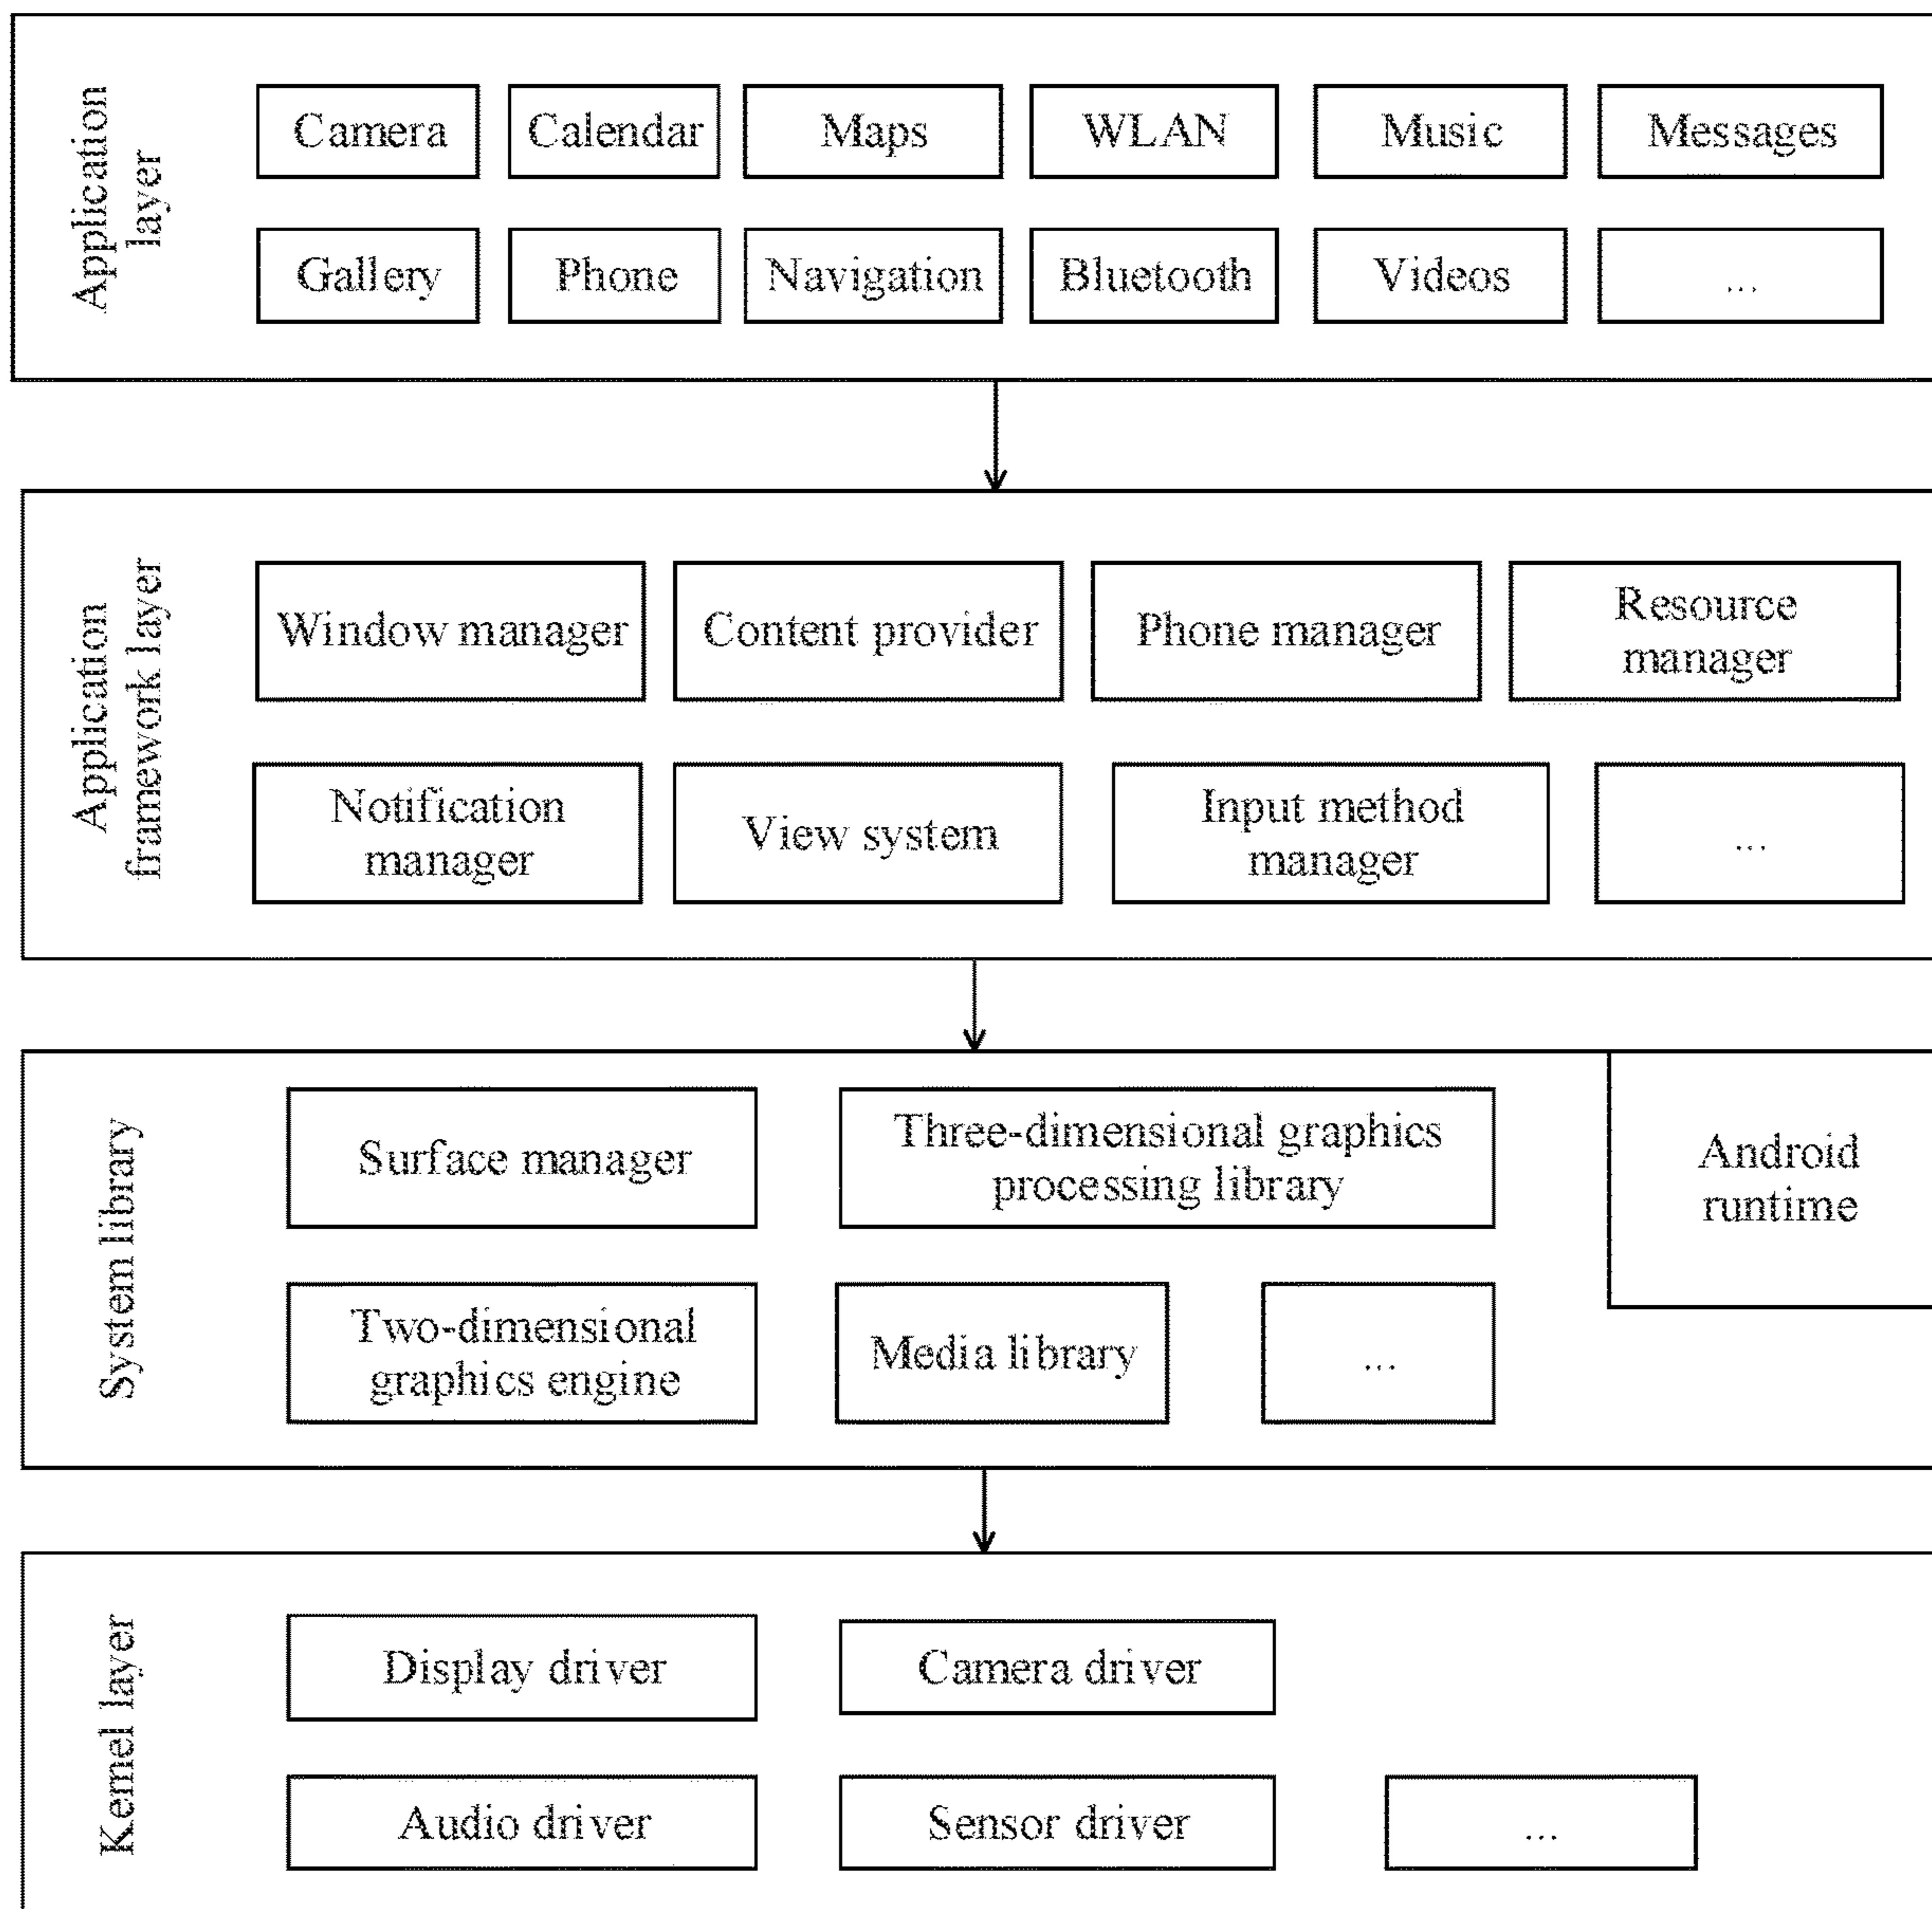 Application
layer
Camera
Calendar
Maps
WLAN
Music
Messages
Gallery
Phone
Navigation
Bluetooth
Videos
...
Application
framework layer
Window manager
Content provider
Phone manager
Resource
manager
Notification
manager
View system
Input method
manager
...
System library
Surface manager
Three-dimensional graphics
processing library
Android
runtime
Two-dimensional
graphics engine
Media library
...
Kernel layer
Display driver
Camera driver
Audio driver
Sensor driver
...